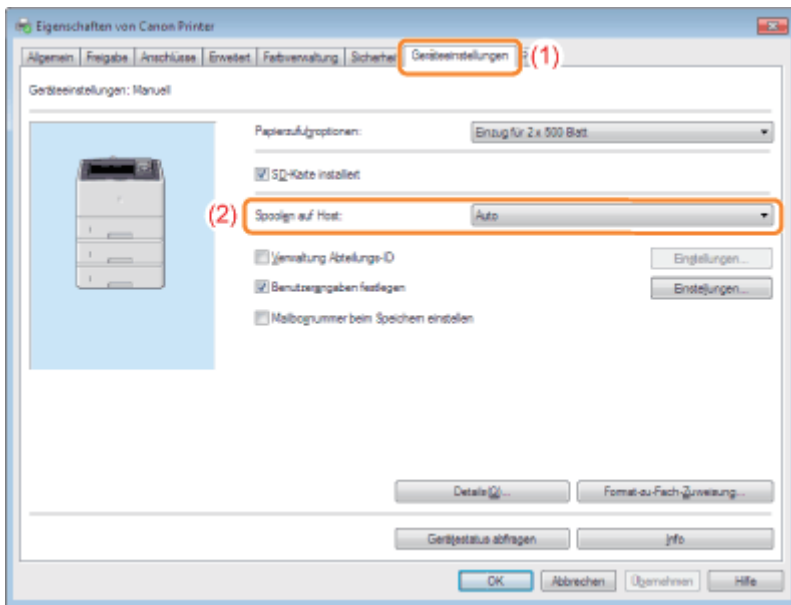 Eigenschaften von Canon Printer
Allgemein Freigabe Anschlüsse Erweitert Farbverwaltung Sicherhei Geräteeinstellungen (1)
Geräteeinstellungen: Manuell
Papierzufuhroptionen: Einzug für 2 x 500 Blatt
SD-Karte installiert
(2) Spoolen auf Host: Auto
Verwaltung Abteilungs-ID Einstellungen...
Benutzerangaben festlegen Einstellungen...
Mailboxnummer beim Speichern einstellen
Details(Q)... Format-zu-Fach-Zuweisung...
Gerätestatus abfragen Info
OK Abbrechen Übernehmen Hilfe